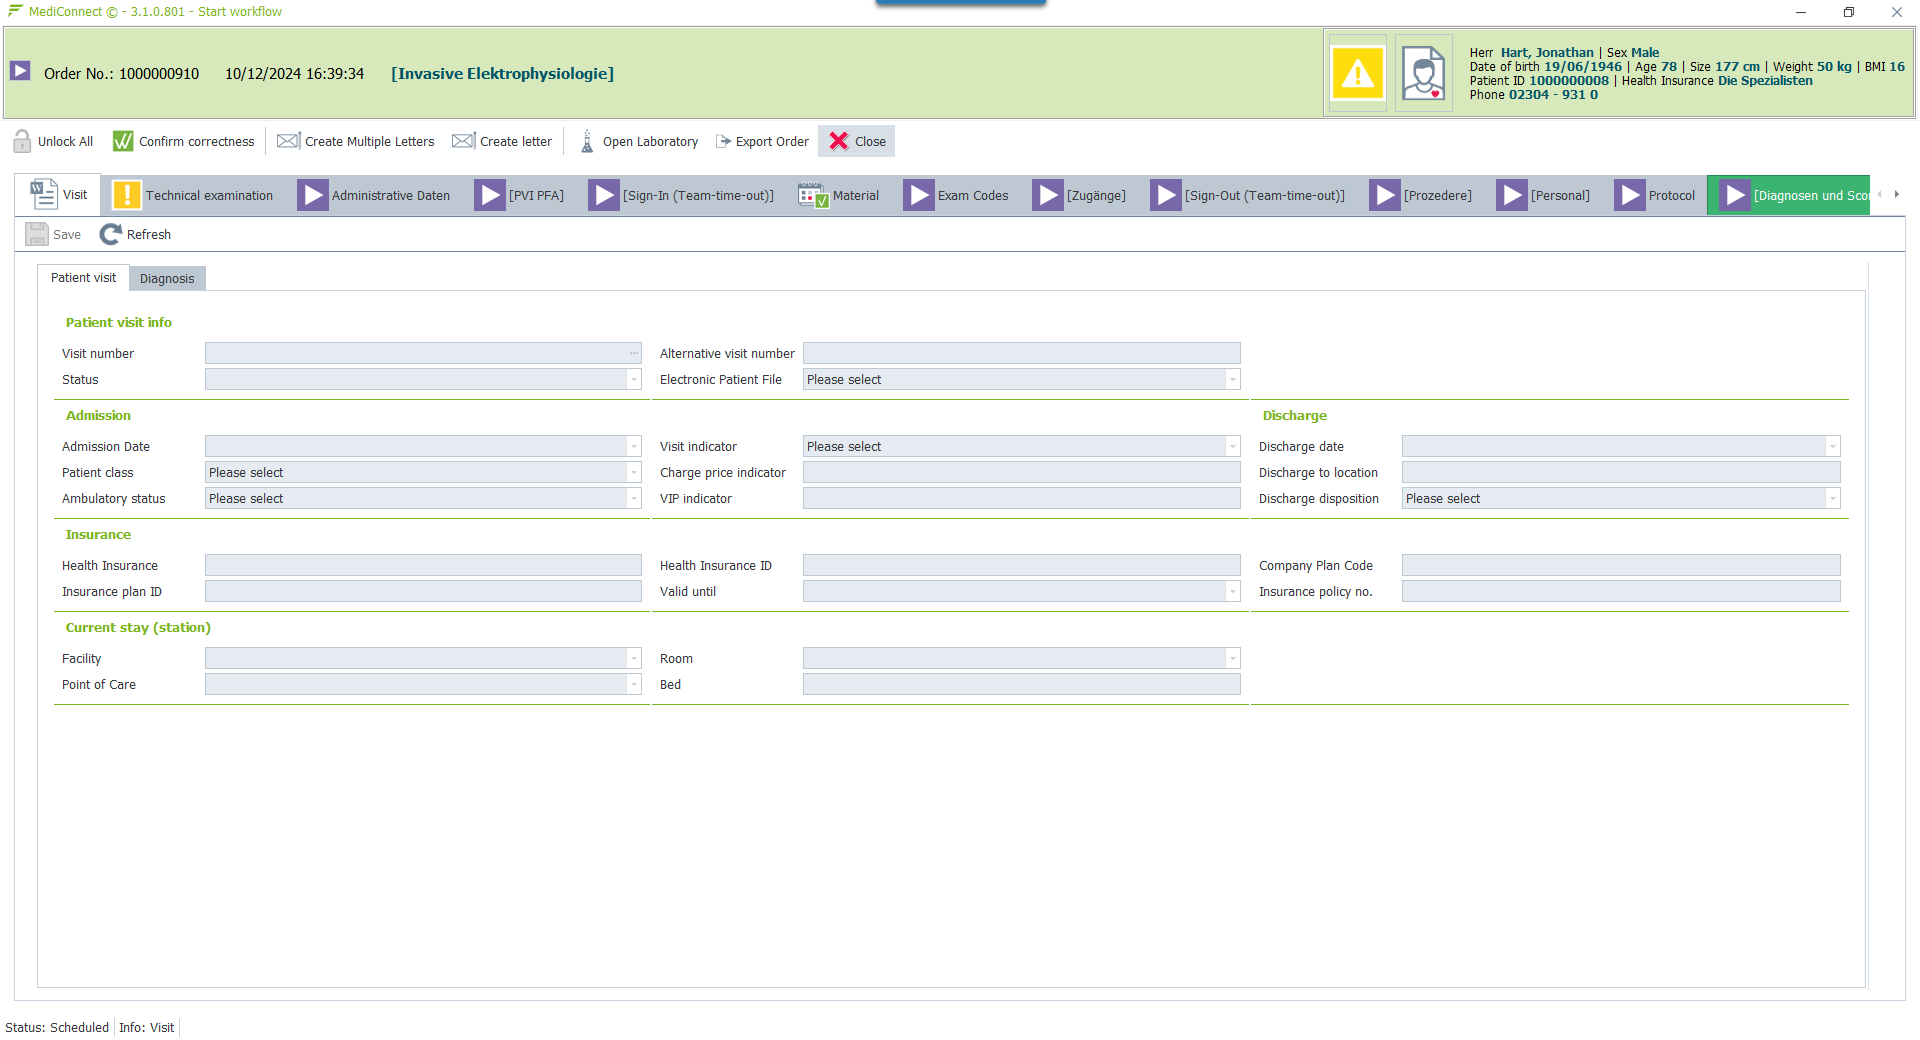 MediConnect © - 3.1.0.801 - Start workflow
Order No.: 1000000910 10/12/2024 16:39:34 [Invasive Elektrophysiologie]
Herr Hart, Jonathan | Sex Male
Date of birth 19/06/1946 | Age 78 | Size 177 cm | Weight 50 kg | BMI 16
Patient ID 1000000008 | Health Insurance Die Spezialisten
Phone 02304 - 931 0
Unlock All Confirm correctness Create Multiple Letters Create letter Open Laboratory Export Order Close
Visit Technical examination Administrative Daten [PVI PFA] [Sign-In (Team-time-out)] Material Exam Codes [Zugänge] [Sign-Out (Team-time-out)] [Prozedere] [Personal] Protocol [Diagnosen und Scor
Save Refresh
Patient visit Diagnosis
Patient visit info
Visit number ... Alternative visit number
Status Electronic Patient File Please select
Admission Discharge
Admission Date Visit indicator Please select Discharge date
Patient class Please select Charge price indicator Discharge to location
Ambulatory status Please select VIP indicator Discharge disposition Please select
Insurance
Health Insurance Health Insurance ID Company Plan Code
Insurance plan ID Valid until Insurance policy no.
Current stay (station)
Facility Room
Point of Care Bed
Status: Scheduled Info: Visit